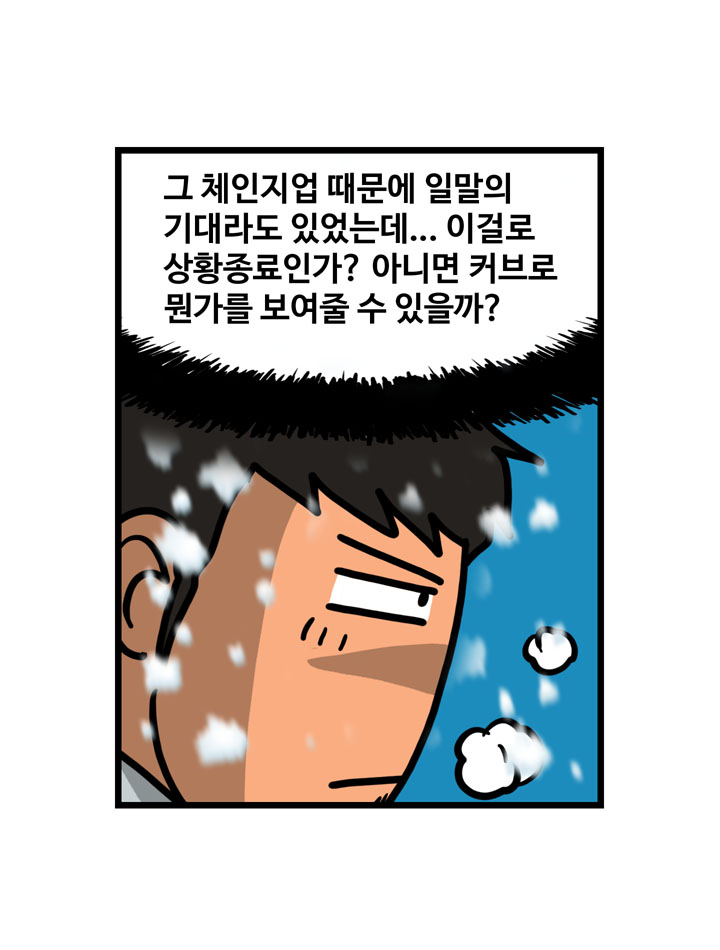 그 체인지업 때문에 일말의
기대라도 있었는데... 이걸로
상황종료인가? 아니면 커브로
뭔가를 보여줄 수 있을까?